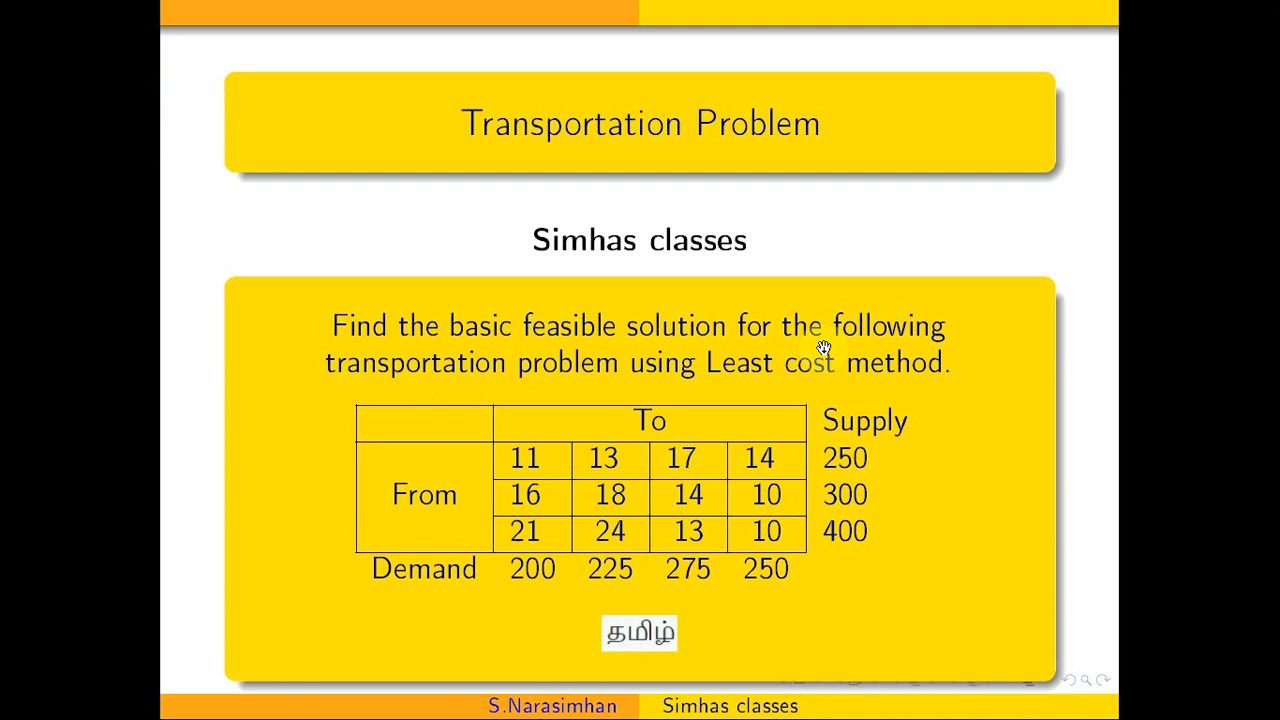 Transportation Problem
Simhas classes
Find the basic feasible solution for the following
transportation problem using Least cost method.
To Supply
11 13 17 14 250
From 16 18 14 10 300
21 24 13 10 400
Demand 200 225 275 250
தமிழ்
S.Narasimhan Simhas classes